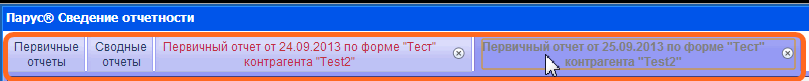 Парус® Сведение отчетности
Первичные отчеты
Сводные отчеты
Первичный отчет от 24.09.2013 по форме "Тест"
контрагента "Test2"
Первичный отчет от 25.09.2013 по форме "Тест"
контрагента "Test2"